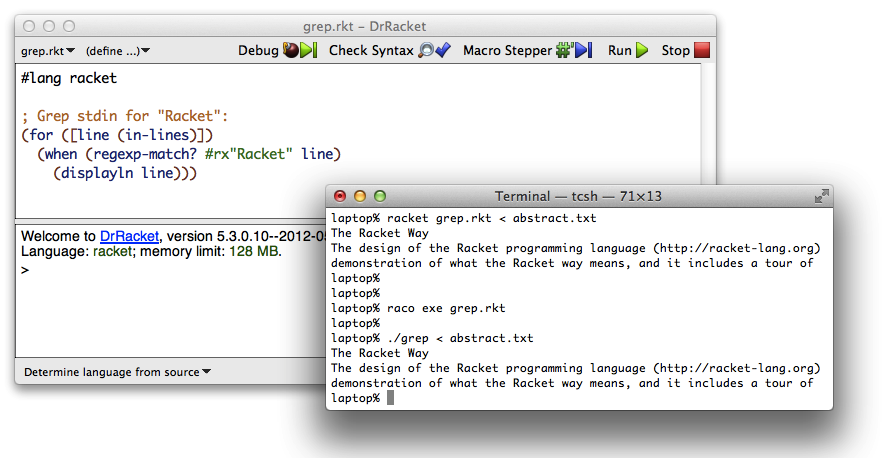 grep.rkt – DrRacket
grep.rkt (define ...) Debug Check Syntax Macro Stepper #' Run Stop
#lang racket
; Grep stdin for "Racket":
(for ([line (in-lines)])
(when (regexp-match? #rx"Racket" line)
(displayln line)))
Welcome to DrRacket, version 5.3.0.10--2012-05
Language: racket; memory limit: 128 MB.
>
Determine language from source
Terminal — tcsh — 71×13
laptop% racket grep.rkt < abstract.txt
The Racket Way
The design of the Racket programming language (http://racket-lang.org)
demonstration of what the Racket way means, and it includes a tour of
laptop%
laptop%
laptop% raco exe grep.rkt
laptop%
laptop% ./grep < abstract.txt
The Racket Way
The design of the Racket programming language (http://racket-lang.org)
demonstration of what the Racket way means, and it includes a tour of
laptop%